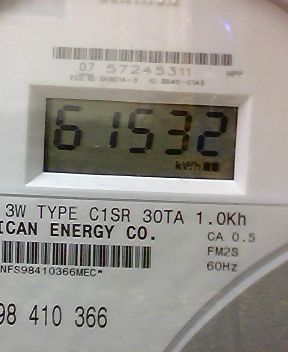 07 57245311 HPP
61532
kWh
3W TYPE C1SR 30TA 1.0Kh
ICAN ENERGY CO. CA 0.5
FM2S
NFS98410366MEC* 60Hz
98 410 366